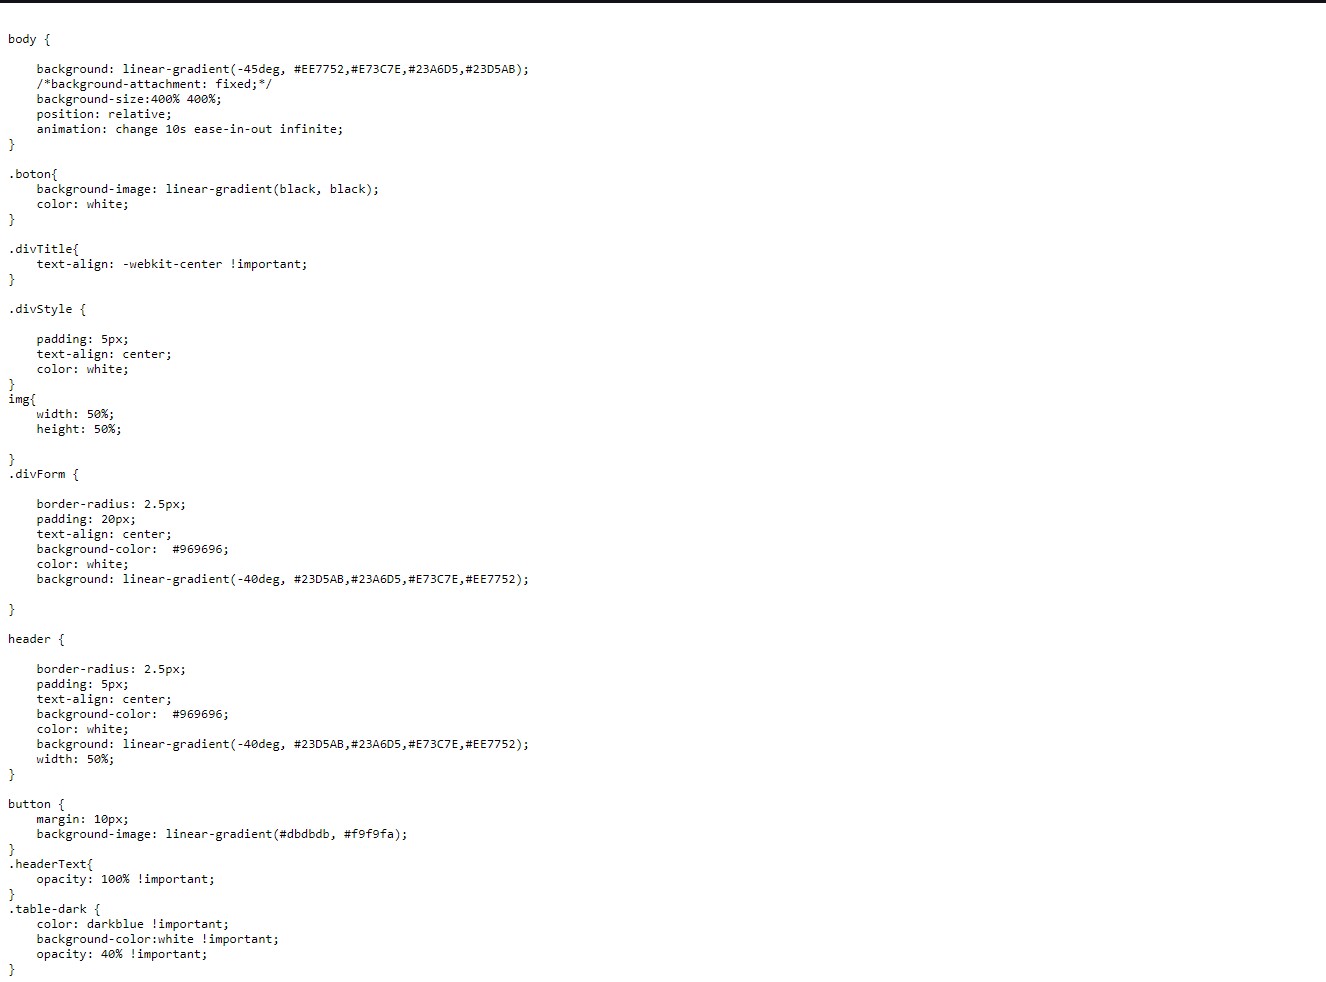 body {
background: linear-gradient(-45deg, #EE7752,#E73C7E,#23A6D5,#23D5AB);
/*background-attachment: fixed;*/
background-size:400% 400%;
position: relative;
animation: change 10s ease-in-out infinite;
}
.boton{
background-image: linear-gradient(black, black);
color: white;
}
.divTitle{
text-align: -webkit-center !important;
}
.divStyle {
padding: 5px;
text-align: center;
color: white;
}
img{
width: 50%;
height: 50%;
}
.divForm {
border-radius: 2.5px;
padding: 20px;
text-align: center;
background-color:  #969696;
color: white;
background: linear-gradient(-40deg, #23D5AB,#23A6D5,#E73C7E,#EE7752);
}
header {
border-radius: 2.5px;
padding: 5px;
text-align: center;
background-color:  #969696;
color: white;
background: linear-gradient(-40deg, #23D5AB,#23A6D5,#E73C7E,#EE7752);
width: 50%;
}
button {
margin: 10px;
background-image: linear-gradient(#dbdbdb, #f9f9fa);
}
.headerText{
opacity: 100% !important;
}
.table-dark {
color: darkblue !important;
background-color:white !important;
opacity: 40% !important;
}